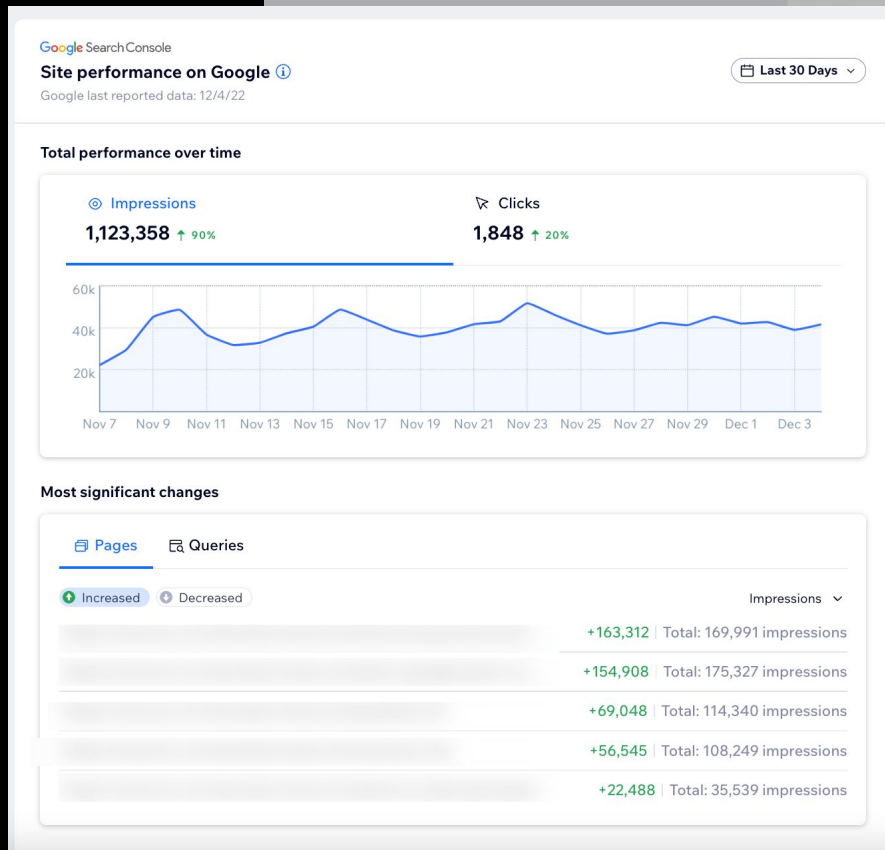 Google Search Console
Site performance on Google
Last 30 Days
Google last reported data: 12/4/22
Total performance over time
Impressions
1,123,358 90%
Clicks
1,848 20%
60k
40k
20k
Nov 7 Nov 9 Nov 11 Nov 13 Nov 15 Nov 17 Nov 19 Nov 21 Nov 23 Nov 25 Nov 27 Nov 29 Dec 1 Dec 3
Most significant changes
Pages Queries
Increased Decreased Impressions
+163,312 | Total: 169,991 impressions
+154,908 | Total: 175,327 impressions
+69,048 | Total: 114,340 impressions
+56,545 | Total: 108,249 impressions
+22,488 | Total: 35,539 impressions